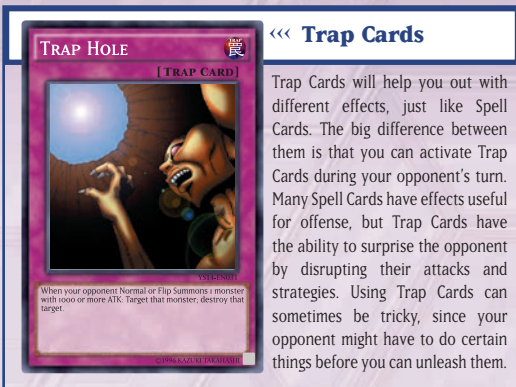 ‹‹‹ Trap Cards
TRAP HOLE
TRAP
罠
[TRAP CARD]
YS14-EN031
When your opponent Normal or Flip Summons 1 monster
with 1000 or more ATK: Target that monster; destroy that
target.
©1996 KAZUKI TAKAHASHI
Trap Cards will help you out with
different effects, just like Spell
Cards. The big difference between
them is that you can activate Trap
Cards during your opponent's turn.
Many Spell Cards have effects useful
for offense, but Trap Cards have
the ability to surprise the opponent
by disrupting their attacks and
strategies. Using Trap Cards can
sometimes be tricky, since your
opponent might have to do certain
things before you can unleash them.